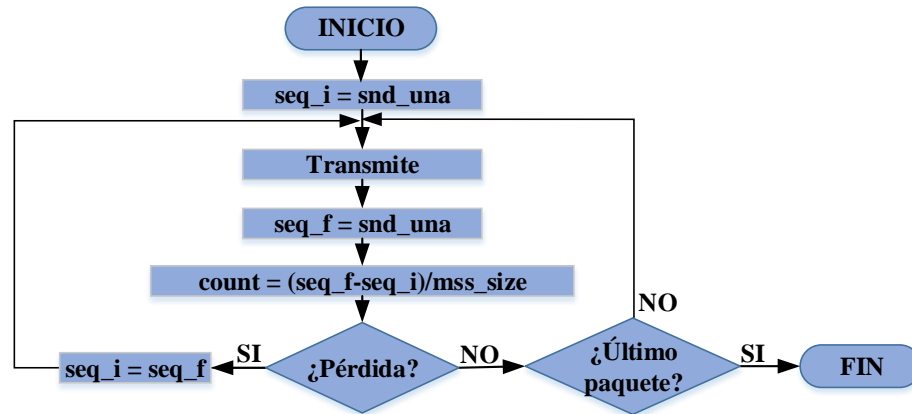 INICIO
seq_i = snd_una
Transmite
seq_f = snd_una
count = (seq_f-seq_i)/mss_size
NO
seq_i = seq_f
SI
¿Pérdida?
NO
¿Último
paquete?
SI
FIN